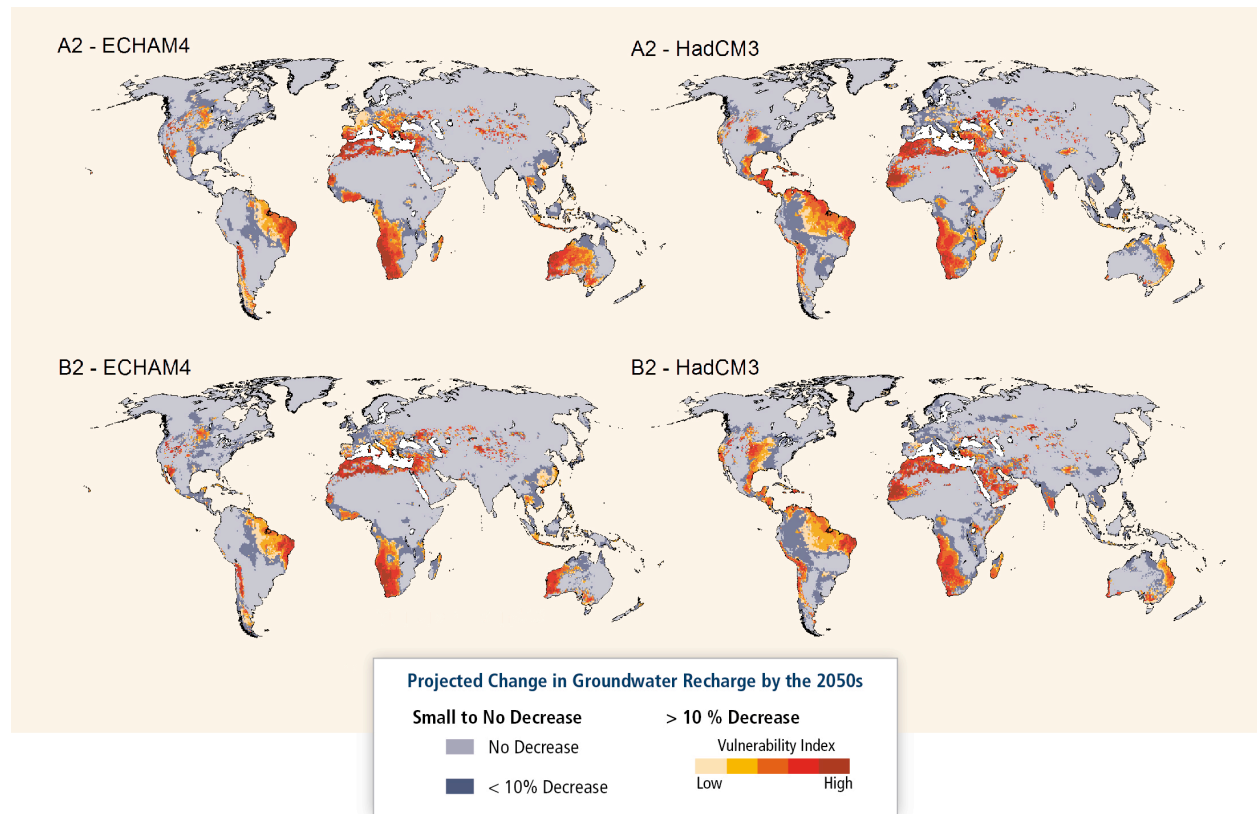 A2 - ECHAM4
A2 - HadCM3
B2 - ECHAM4
B2 - HadCM3
Projected Change in Groundwater Recharge by the 2050s
Small to No Decrease
> 10 % Decrease
Vulnerability Index
No Decrease
Low
High
< 10% Decrease